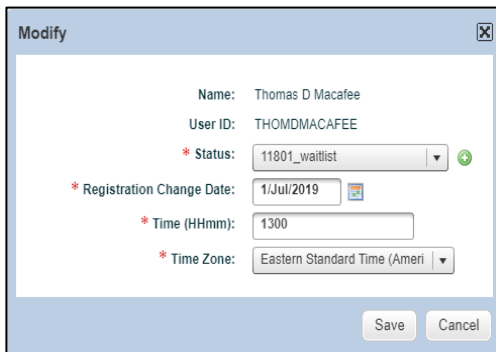 Modify
Name: Thomas D Macafee
User ID: THOMDMACAFEE
* Status: 11801_waitlist
* Registration Change Date: 1/Jul/2019
* Time (HHmm): 1300
* Time Zone: Eastern Standard Time (Ameri
Save Cancel